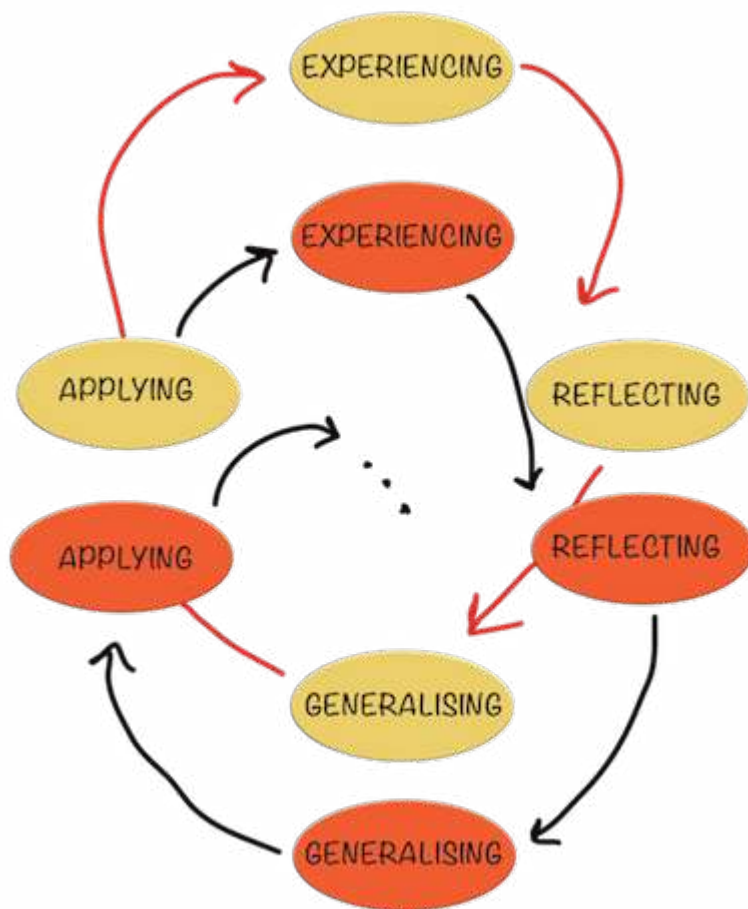 EXPERIENCING
EXPERIENCING
APPLYING
REFLECTING
APPLYING
REFLECTING
GENERALISING
GENERALISING